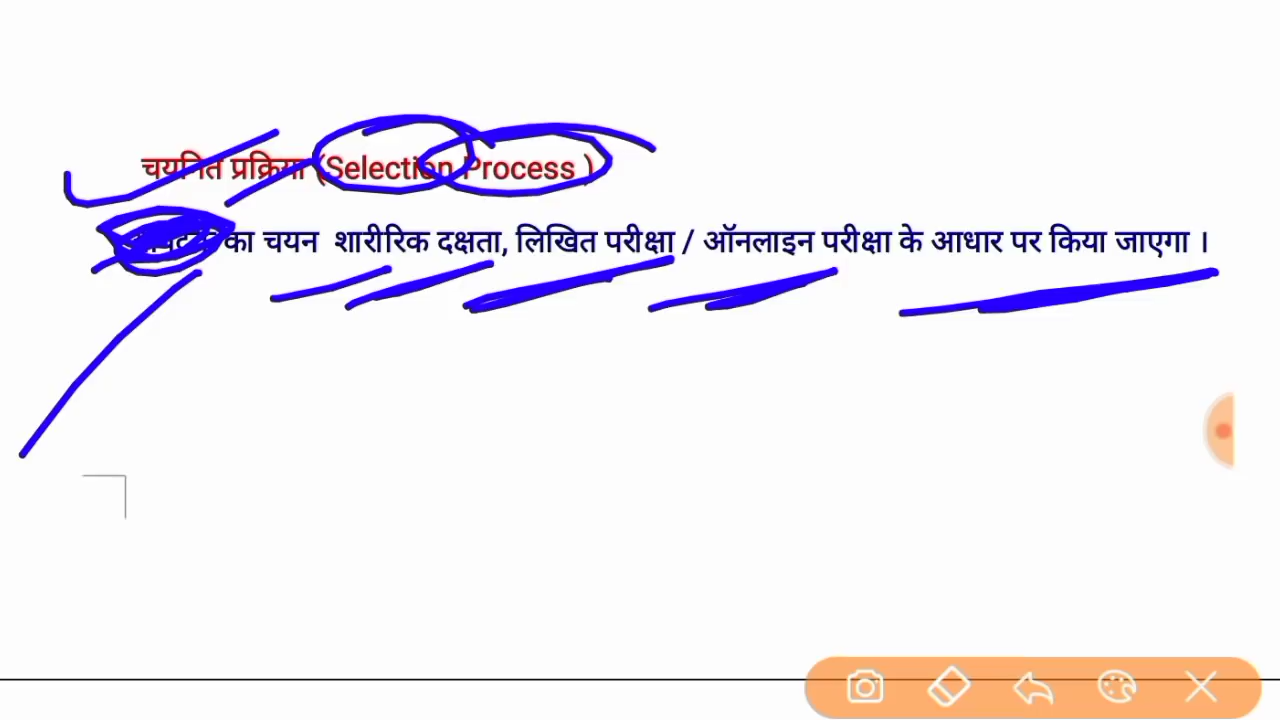 चयनित प्रक्रिया (Selection Process )
का चयन शारीरिक दक्षता, लिखित परीक्षा / ऑनलाइन परीक्षा के आधार पर किया जाएगा ।